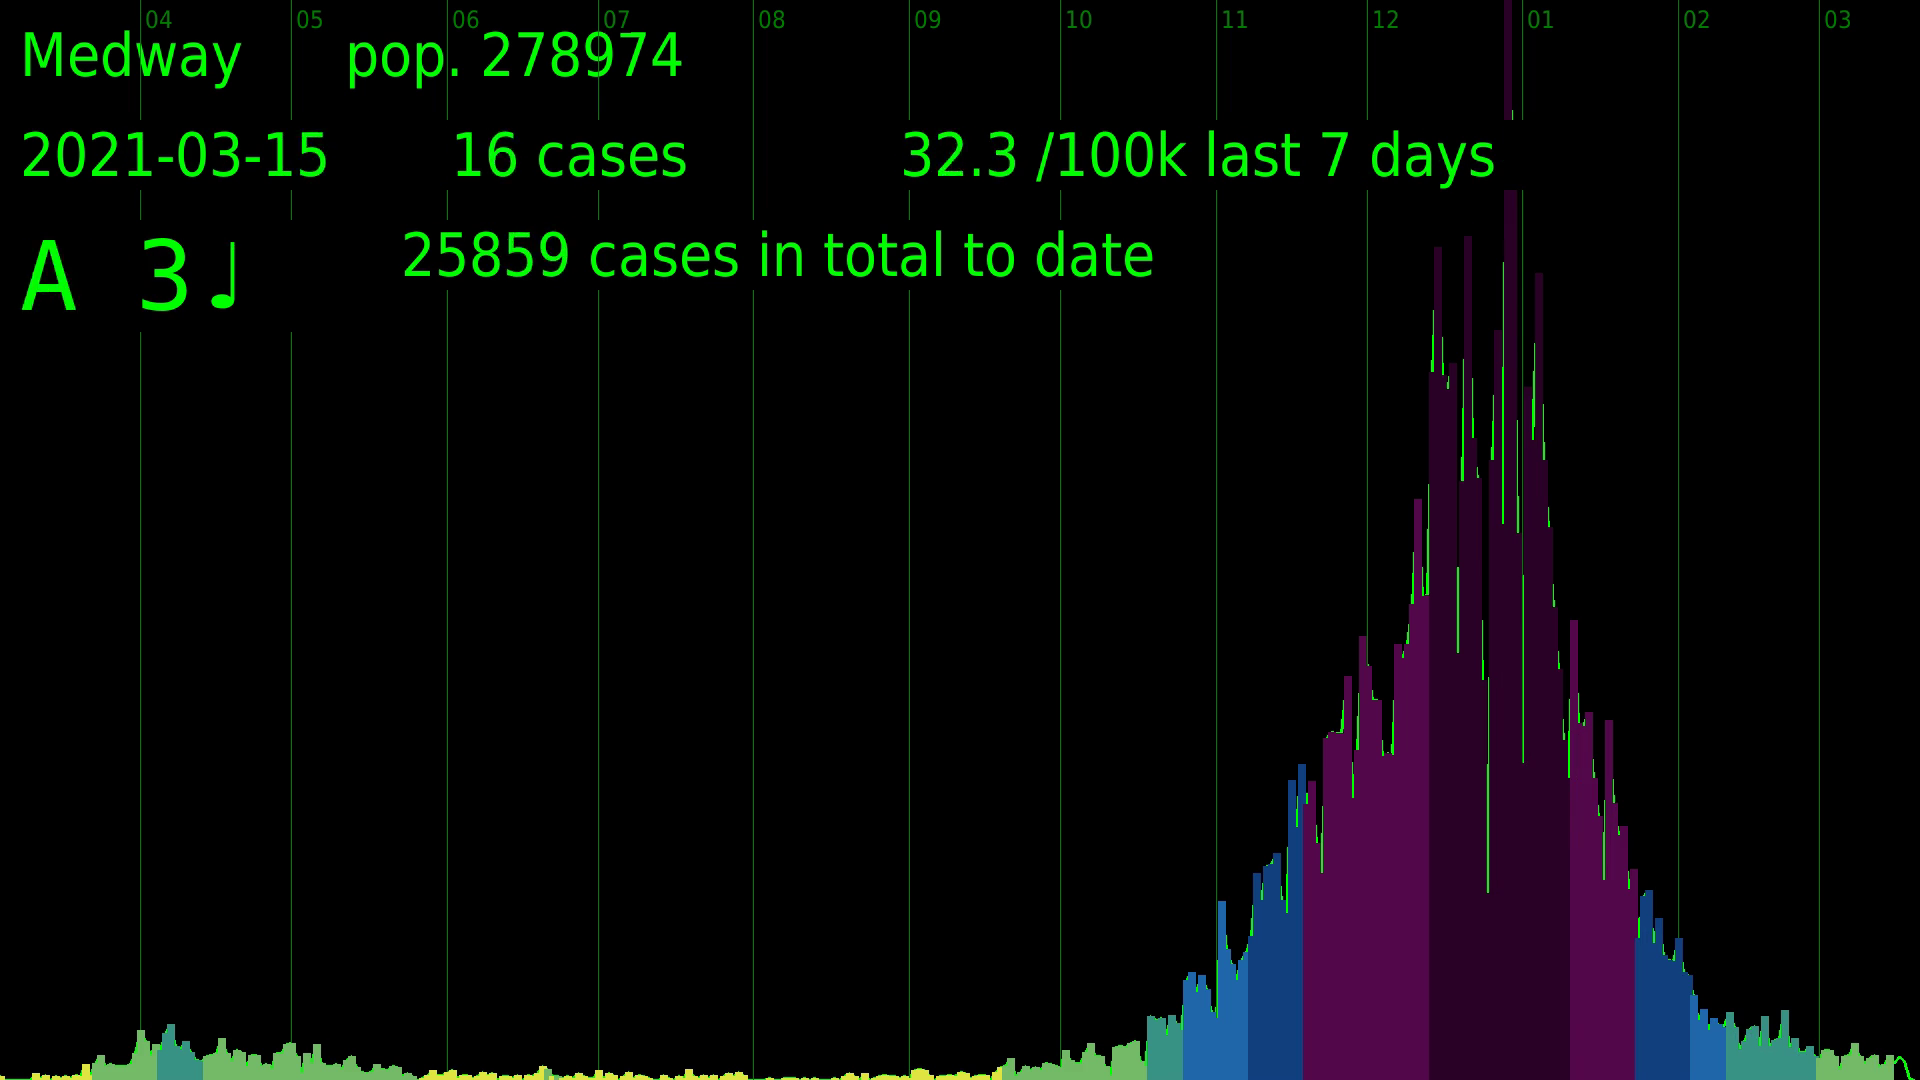 04 05 06 07 08 09 10 11 12 01 02 03
Medway pop. 278974
2021-03-15 16 cases 32.3 /100k last 7 days
A 3♩ 25859 cases in total to date